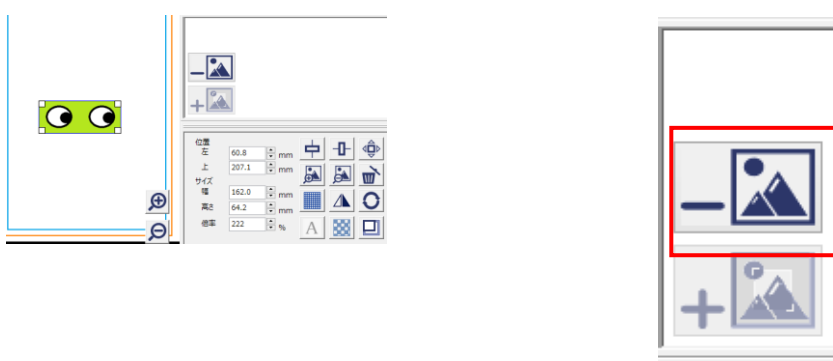 位置
左 60.8 mm
上 207.1 mm
サイズ
幅 162.0 mm
高さ 64.2 mm
倍率 222 %
A